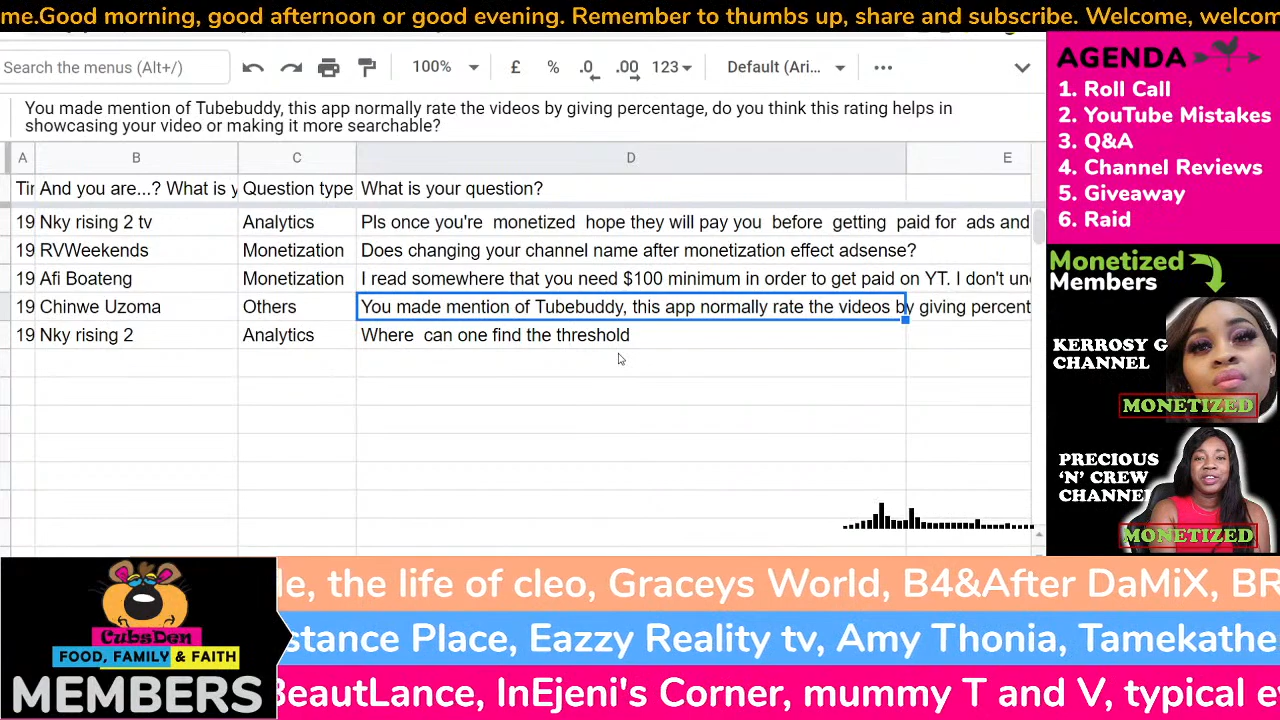 me.Good morning, good afternoon or good evening. Remember to thumbs up, share and subscribe. Welcome, welcom
Search the menus (Alt+/)
100%
£
%
.0
.00
123
Default (Ari...
You made mention of Tubebuddy, this app normally rate the videos by giving percentage, do you think this rating helps in
showcasing your video or making it more searchable?
A B C D E
Tir And you are...? What is y Question type What is your question?
19 Nky rising 2 tv Analytics Pls once you're monetized hope they will pay you before getting paid for ads and
19 RVWeekends Monetization Does changing your channel name after monetization effect adsense?
19 Afi Boateng Monetization I read somewhere that you need $100 minimum in order to get paid on YT. I don't un
19 Chinwe Uzoma Others You made mention of Tubebuddy, this app normally rate the videos by giving percent
19 Nky rising 2 Analytics Where can one find the threshold
AGENDA
1. Roll Call
2. YouTube Mistakes
3. Q&A
4. Channel Reviews
5. Giveaway
6. Raid
Monetized
Members
KERROSY G
CHANNEL
MONETIZED
PRECIOUS
'N' CREW
CHANNEL
MONETIZED
CubsDen
FOOD, FAMILY & FAITH
MEMBERS
le, the life of cleo, Graceys World, B4&After DaMiX, BR
stance Place, Eazzy Reality tv, Amy Thonia, Tamekathe
BeautLance, InEjeni's Corner, mummy T and V, typical e